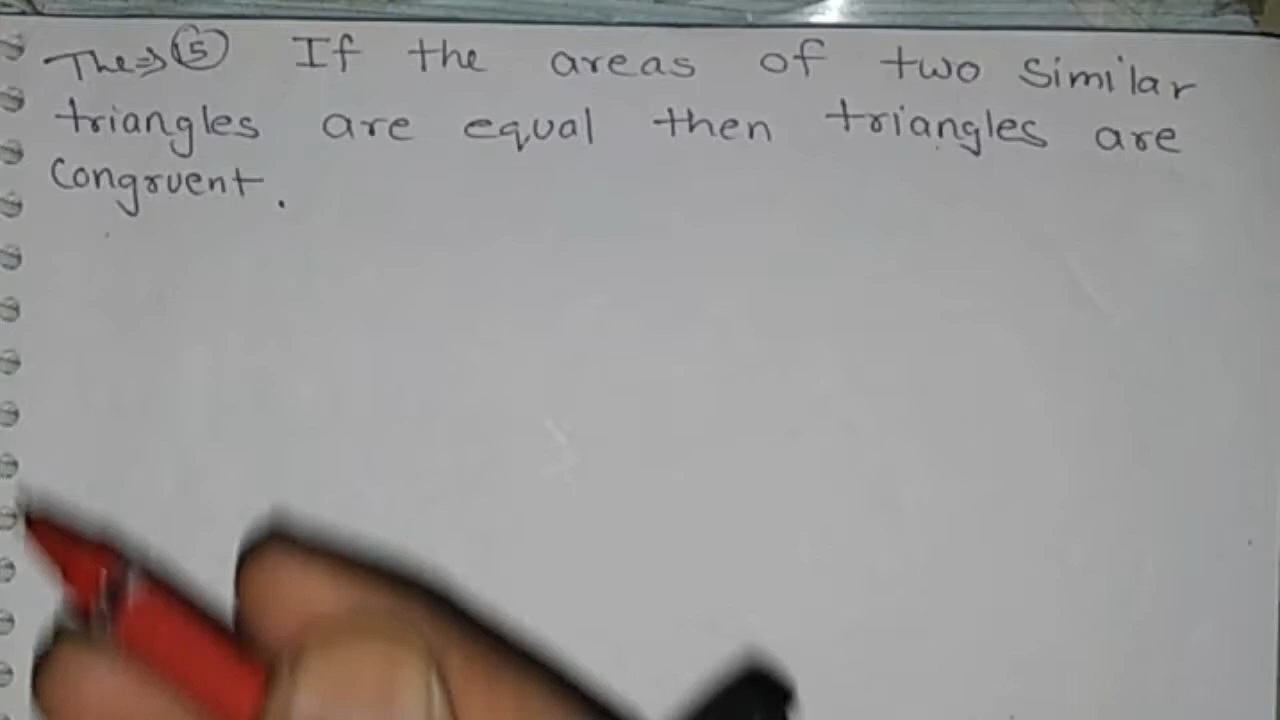 The⇒ ⑤ If the areas of two similar
triangles are equal then triangles are
congruent.